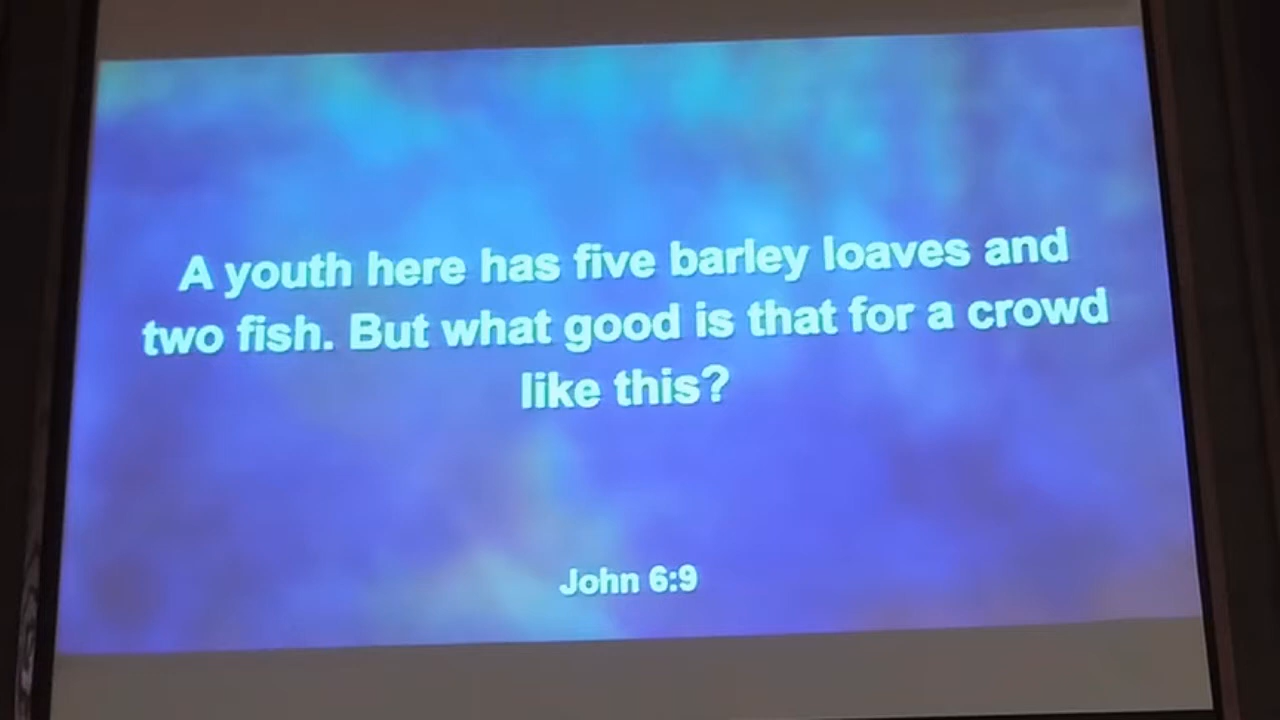 A youth here has five barley loaves and
two fish. But what good is that for a crowd
like this?
John 6:9